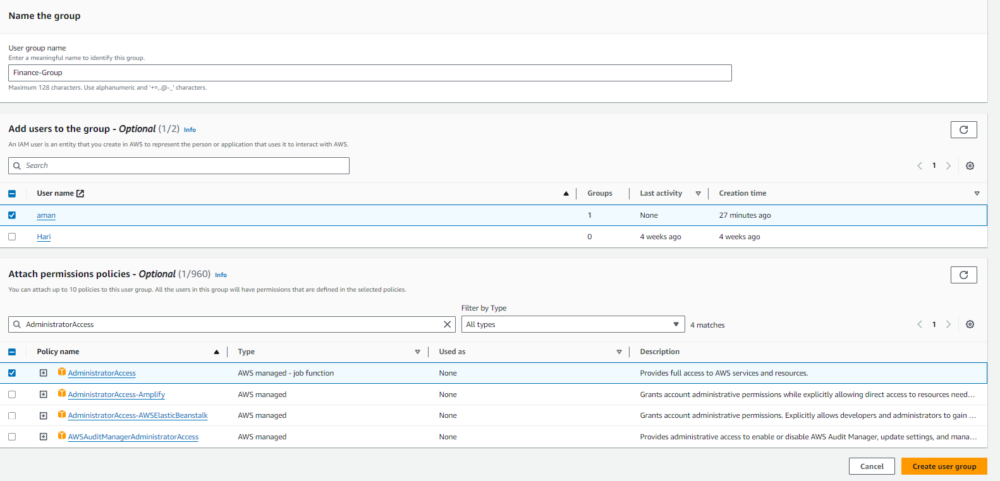 Name the group
User group name
Enter a meaningful name to identify this group.
Finance-Group
Maximum 128 characters. Use alphanumeric and '+=,.@-_' characters.
Add users to the group - Optional (1/2) Info
An IAM user is an entity that you create in AWS to represent the person or application that uses it to interact with AWS.
Search
1
User name Groups Last activity Creation time
aman 1 None 27 minutes ago
Hari 0 4 weeks ago 4 weeks ago
Attach permissions policies - Optional (1/960) Info
You can attach up to 10 policies to this user group. All the users in this group will have permissions that are defined in the selected policies.
Filter by Type
AdministratorAccess All types 4 matches 1
Policy name Type Used as Description
AdministratorAccess AWS managed - job function None Provides full access to AWS services and resources.
AdministratorAccess-Amplify AWS managed None Grants account administrative permissions while explicitly allowing direct access to resources need...
AdministratorAccess-AWSElasticBeanstalk AWS managed None Grants account administrative permissions. Explicitly allows developers and administrators to gain ...
AWSAuditManagerAdministratorAccess AWS managed None Provides administrative access to enable or disable AWS Audit Manager, update settings, and mana...
Cancel Create user group